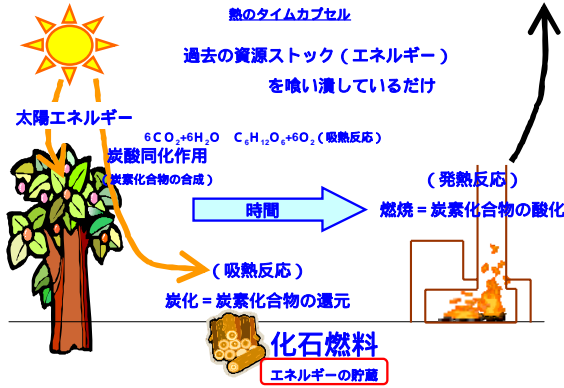 熱のタイムカプセル
過去の資源ストック（エネルギー）
を喰い潰しているだけ
太陽エネルギー
6CO2+6H2O C6H12O6+6O2（吸熱反応）
炭酸同化作用
（炭素化合物の合成）
（発熱反応）
時間
燃焼＝炭素化合物の酸化
（吸熱反応）
炭化＝炭素化合物の還元
化石燃料
エネルギーの貯蔵